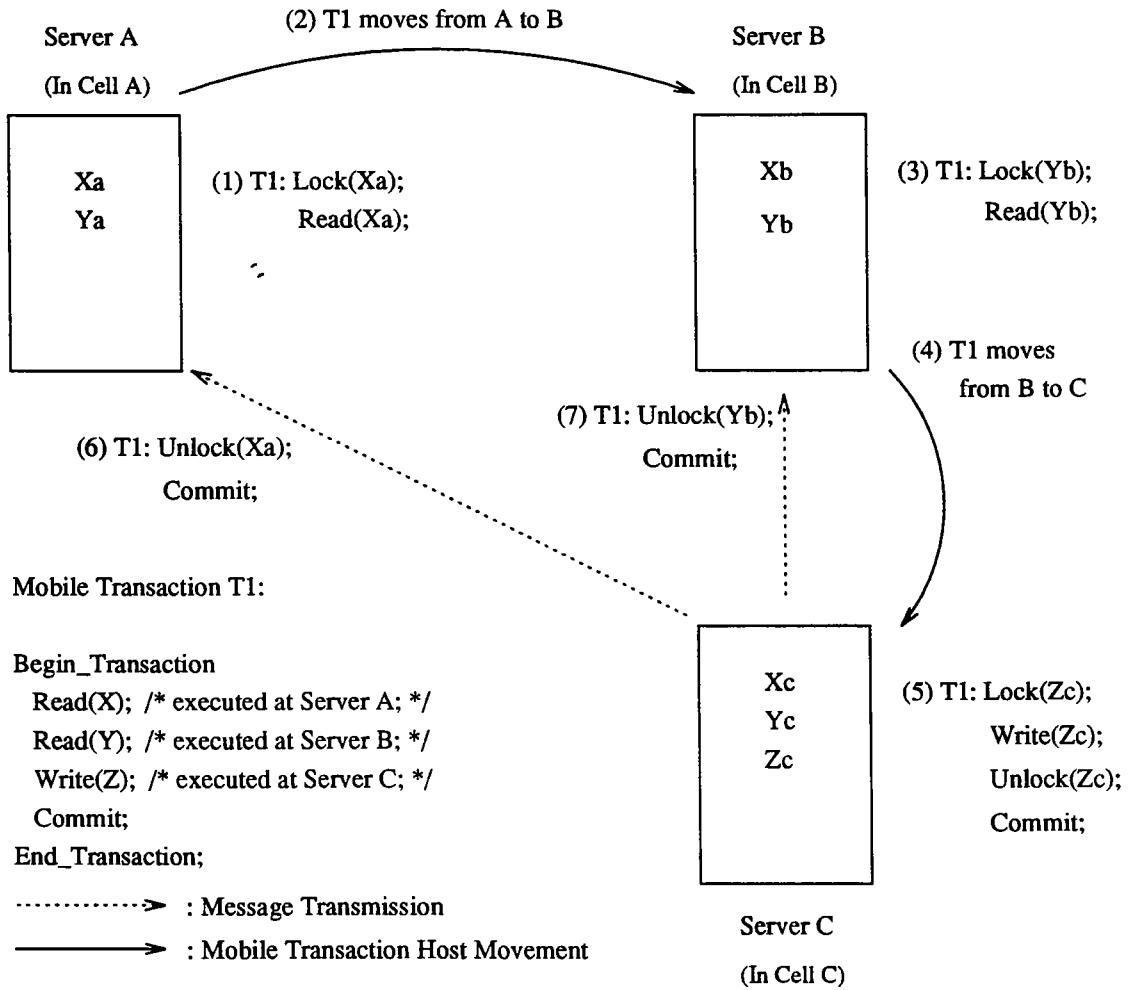 (2) T1 moves from A to B
Server A
(In Cell A)
Server B
(In Cell B)
Xa
Ya
(1) T1: Lock(Xa);
Read(Xa);
Xb
Yb
(3) T1: Lock(Yb);
Read(Yb);
(4) T1 moves
from B to C
(6) T1: Unlock(Xa);
Commit;
(7) T1: Unlock(Yb);
Commit;
Mobile Transaction T1:
Begin_Transaction
Read(X); /* executed at Server A; */
Read(Y); /* executed at Server B; */
Write(Z); /* executed at Server C; */
Commit;
End_Transaction;
Xc
Yc
Zc
(5) T1: Lock(Zc);
Write(Zc);
Unlock(Zc);
Commit;
: Message Transmission
: Mobile Transaction Host Movement
Server C
(In Cell C)